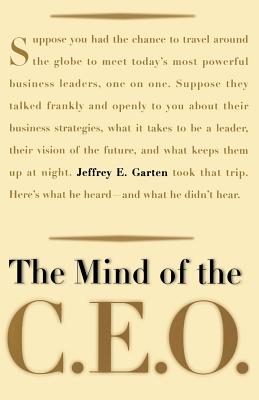 Suppose you had the chance to travel around
the globe to meet today's most powerful
business leaders, one on one. Suppose they
talked frankly and openly to you about their
business strategies, what it takes to be a leader,
their vision of the future, and what keeps them
up at night. Jeffrey E. Garten took that trip.
Here's what he heard—and what he didn't hear.
The Mind of the
C.E.O.